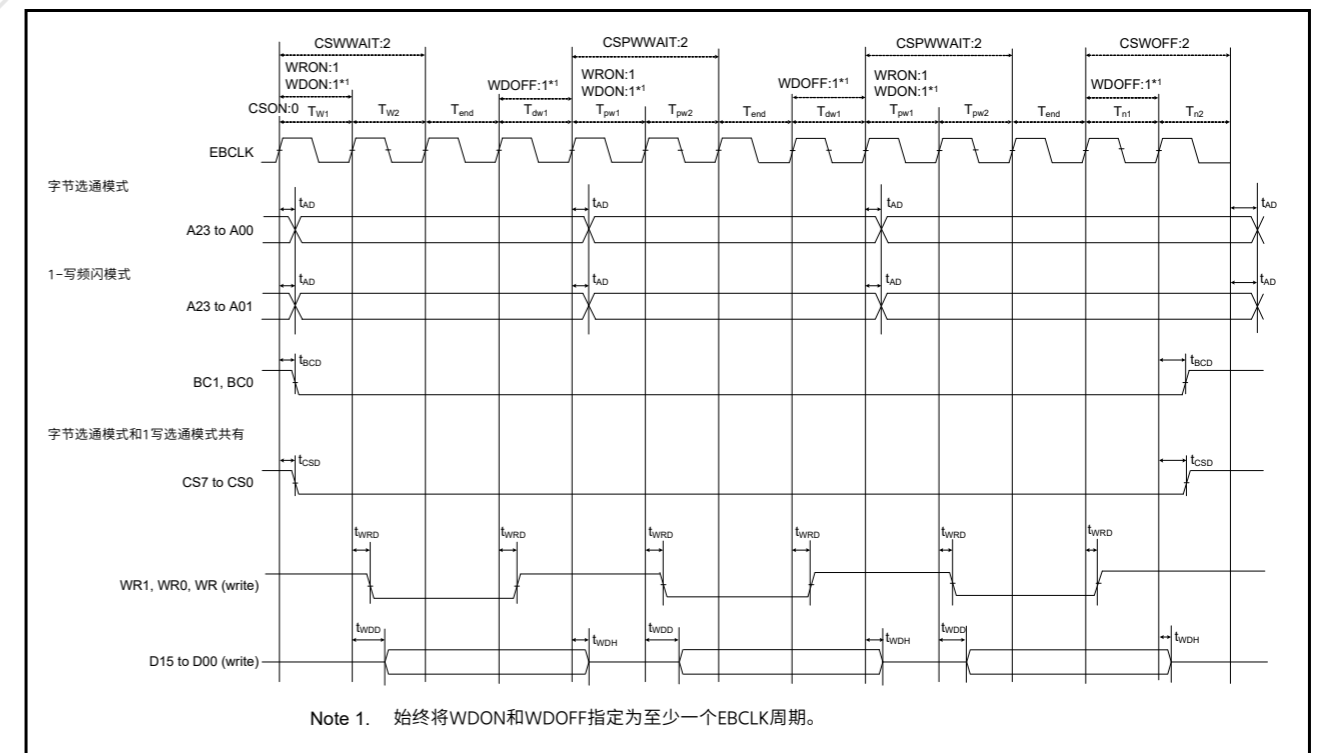 CSWWAIT:2 CSPWWAIT:2 CSPWWAIT:2 CSWOFF:2
WRON:1 WRON:1 WRON:1
WDON:1*1 WDOFF:1*1 WDON:1*1 WDOFF:1*1 WDON:1*1 WDOFF:1*1
CSON:0 TW1 TW2 Tend Tdw1 Tpw1 Tpw2 Tend Tdw1 Tpw1 Tpw2 Tend Tn1 Tn2
EBCLK
字节选通模式
tAD tAD tAD tAD
A23 to A00
1-写频闪模式
tAD tAD tAD tAD
A23 to A01
tBCD tBCD
BC1, BC0
字节选通模式和1写选通模式共有
tCSD tCSD
CS7 to CS0
tWRD tWRD tWRD tWRD tWRD tWRD
WR1, WR0, WR (write)
tWDD tWDH tWDD tWDH tWDD tWDH
D15 to D00 (write)
Note 1. 始终将WDON和WDOFF指定为至少一个EBCLK周期。